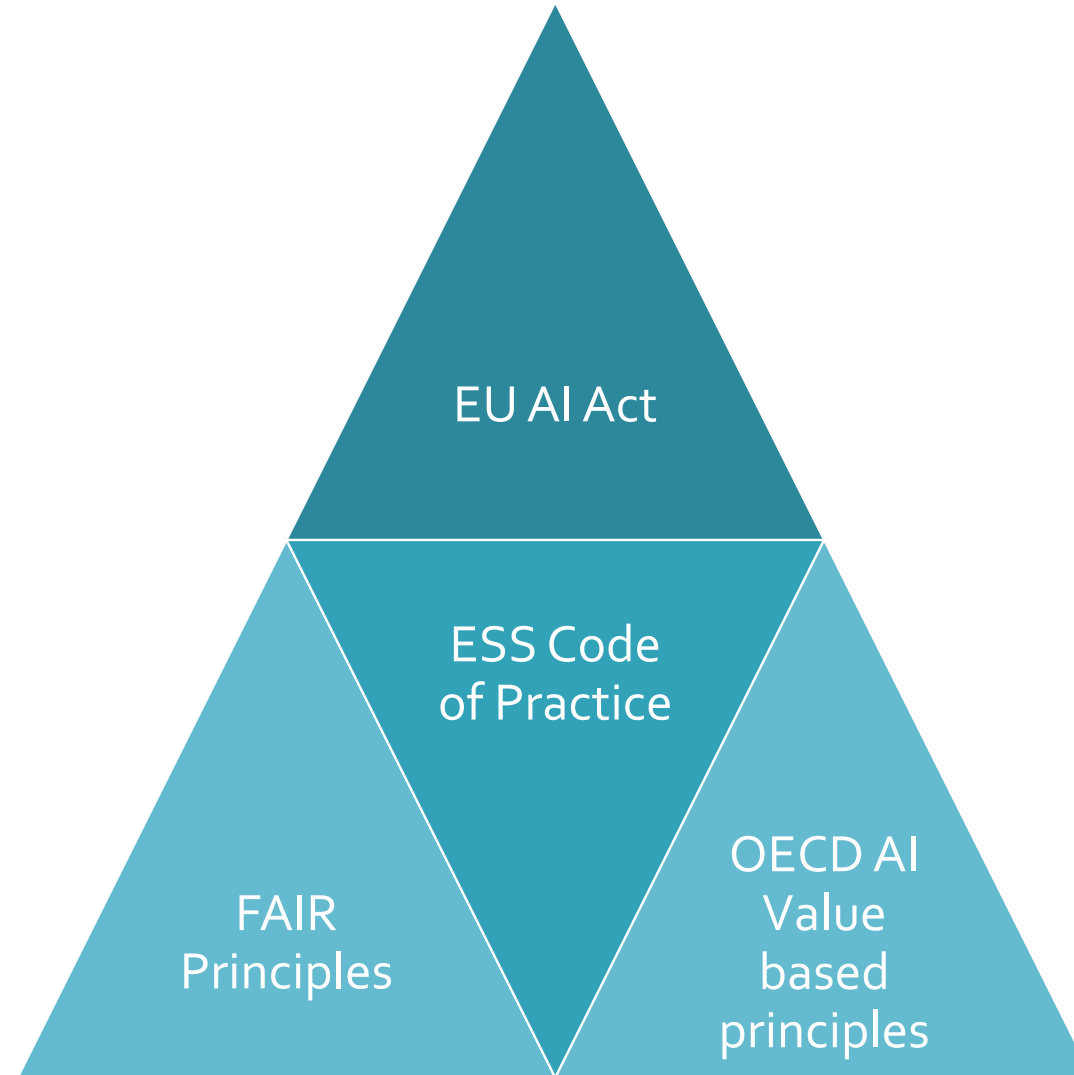 EU AI Act
ESS Code
of Practice
FAIR
Principles
OECD AI
Value
based
principles